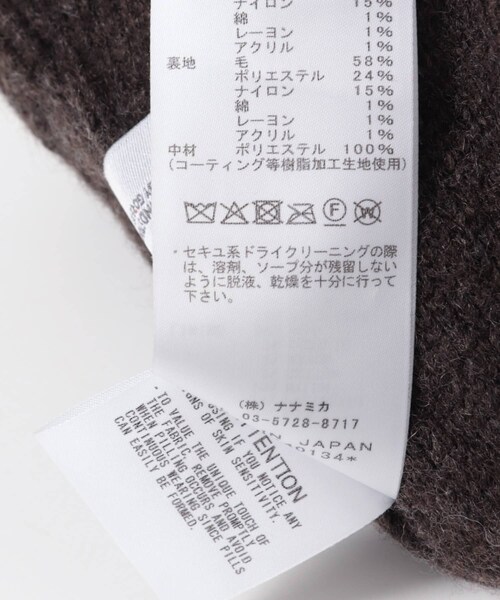 ナイロン 15%
綿 1%
レーヨン 1%
アクリル 1%
裏地 毛 58%
ポリエステル 24%
ナイロン 15%
綿 1%
レーヨン 1%
アクリル 1%
中材 ポリエステル 100%
(コーティング等樹脂加工生地使用)
F W
・セキユ系ドライクリーニングの際
は、溶剤、ソープ分が残留しない
ように脱液、乾燥を十分に行って
下さい。
(株) ナナミカ
03-5728-8717
JAPAN
0134*
TENTION
USING IF YOU NOTICE ANY
SIGNS OF SKIN SENSITIVITY.
・TO VALUE THE UNIQUE TOUCH OF
THE FABRIC, REMOVE PROMPTLY
WHEN PILLING OCCURS AND AVOID
CONTINUOUS WEARING SINCE PILLS
CAN EASILY BE FORMED.